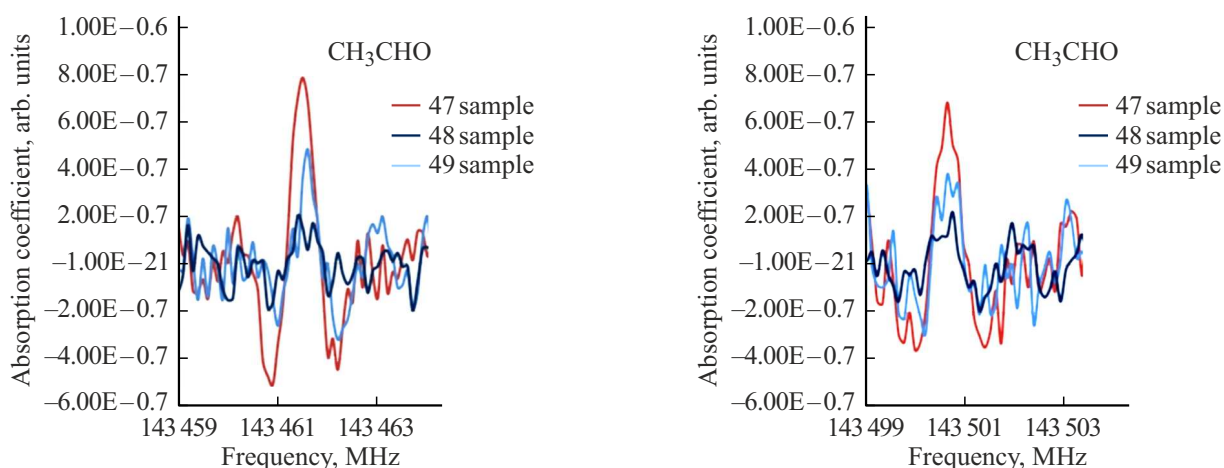 Absorption coefficient, arb. units
1.00E−0.6
8.00E−0.7
6.00E−0.7
4.00E−0.7
2.00E−0.7
−1.00E−21
−2.00E−0.7
−4.00E−0.7
−6.00E−0.7
CH₃CHO
47 sample
48 sample
49 sample
143 459 143 461 143 463
Frequency, MHz
Absorption coefficient, arb. units
1.00E−0.6
8.00E−0.7
6.00E−0.7
4.00E−0.7
2.00E−0.7
−1.00E−21
−2.00E−0.7
−4.00E−0.7
−6.00E−0.7
CH₃CHO
47 sample
48 sample
49 sample
143 499 143 501 143 503
Frequency, MHz